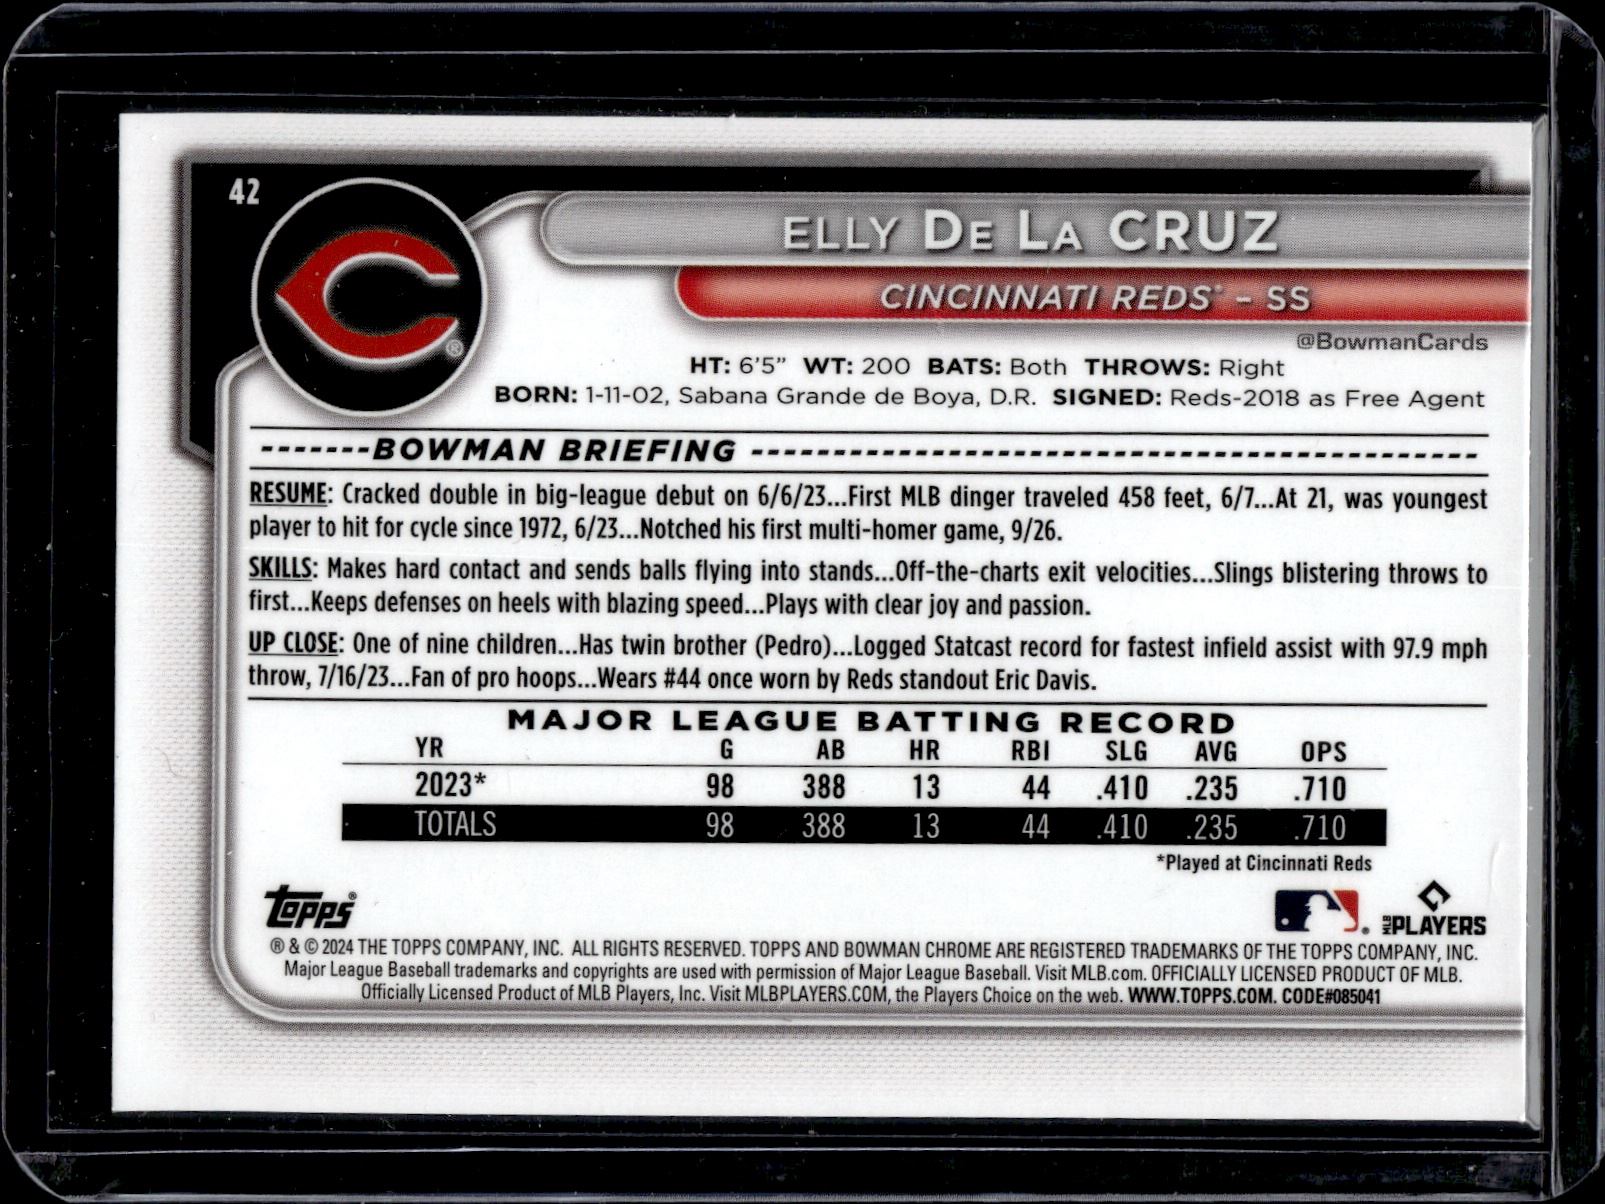 42
ELLY DE LA CRUZ
CINCINNATI REDS® - SS
@BowmanCards
HT: 6'5" WT: 200 BATS: Both THROWS: Right
BORN: 1-11-02, Sabana Grande de Boya, D.R. SIGNED: Reds-2018 as Free Agent
-------BOWMAN BRIEFING -------------------------------------------
RESUME: Cracked double in big-league debut on 6/6/23...First MLB dinger traveled 458 feet, 6/7...At 21, was youngest
player to hit for cycle since 1972, 6/23...Notched his first multi-homer game, 9/26.
SKILLS: Makes hard contact and sends balls flying into stands...Off-the-charts exit velocities...Slings blistering throws to
first...Keeps defenses on heels with blazing speed...Plays with clear joy and passion.
UP CLOSE: One of nine children...Has twin brother (Pedro)...Logged Statcast record for fastest infield assist with 97.9 mph
throw, 7/16/23...Fan of pro hoops...Wears #44 once worn by Reds standout Eric Davis.
MAJOR LEAGUE BATTING RECORD
YR G AB HR RBI SLG AVG OPS
2023* 98 388 13 44 .410 .235 .710
TOTALS 98 388 13 44 .410 .235 .710
*Played at Cincinnati Reds
Topps®
MLB PLAYERS
® & © 2024 THE TOPPS COMPANY, INC. ALL RIGHTS RESERVED. TOPPS AND BOWMAN CHROME ARE REGISTERED TRADEMARKS OF THE TOPPS COMPANY, INC.
Major League Baseball trademarks and copyrights are used with permission of Major League Baseball. Visit MLB.com. OFFICIALLY LICENSED PRODUCT OF MLB.
Officially Licensed Product of MLB Players, Inc. Visit MLBPLAYERS.COM, the Players Choice on the web. WWW.TOPPS.COM. CODE#085041